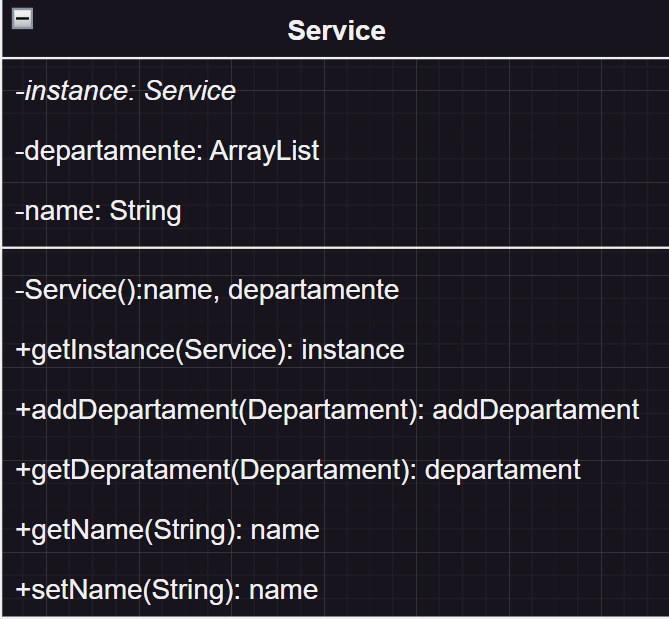 Service
-instance: Service
-departamente: ArrayList
-name: String
-Service():name, departamente
+getInstance(Service): instance
+addDepartament(Departament): addDepartament
+getDepratament(Departament): departament
+getName(String): name
+setName(String): name